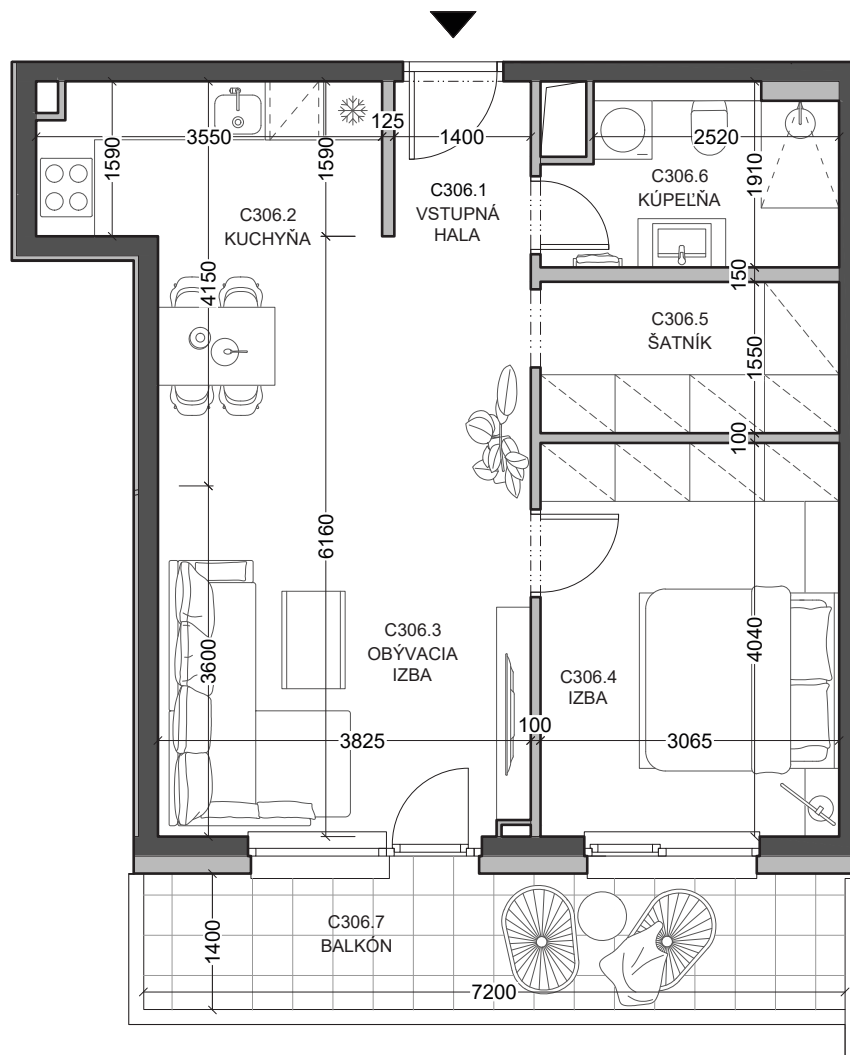 3550
125
1400
2520
1590
1590
1910
C306.1
VSTUPNÁ
HALA
C306.6
KÚPEĽŇA
C306.2
KUCHYŇA
4150
150
C306.5
ŠATNÍK
1550
100
6160
3600
C306.3
OBÝVACIA
IZBA
4040
C306.4
IZBA
3825
100
3065
C306.7
BALKÓN
1400
7200